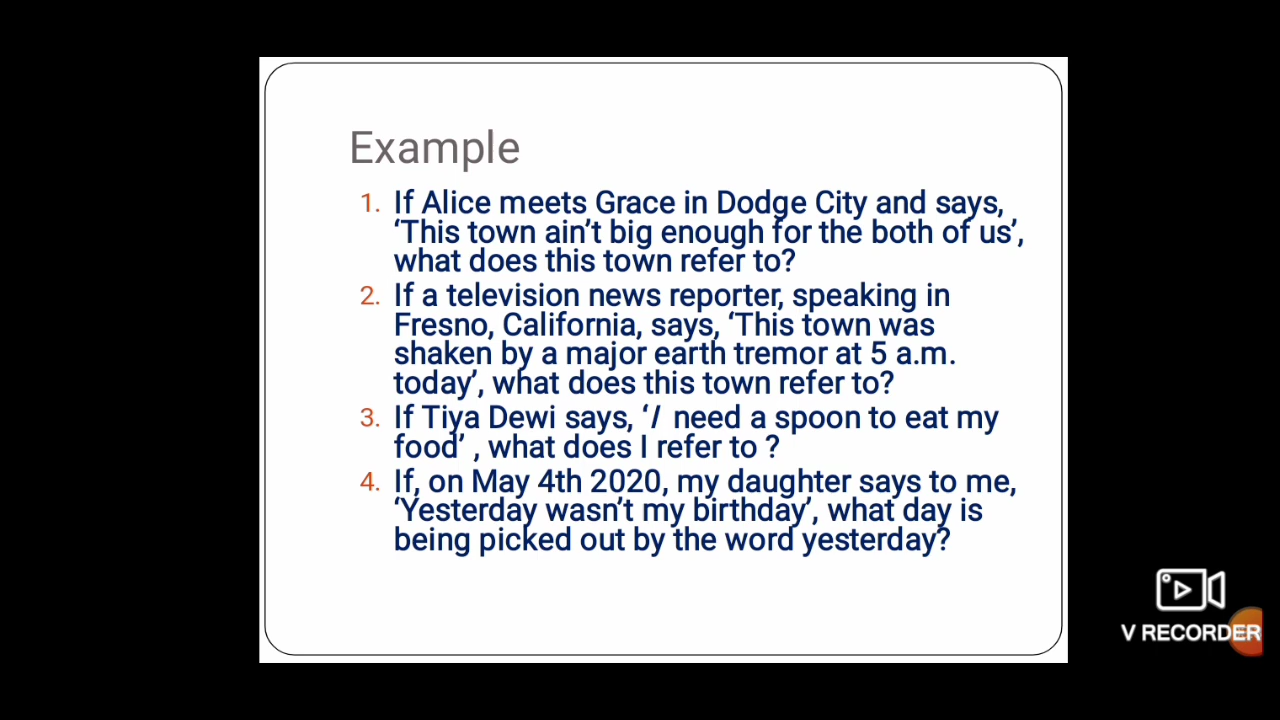 Example
1. If Alice meets Grace in Dodge City and says,
‘This town ain’t big enough for the both of us’,
what does this town refer to?
2. If a television news reporter, speaking in
Fresno, California, says, ‘This town was
shaken by a major earth tremor at 5 a.m.
today’, what does this town refer to?
3. If Tiya Dewi says, ‘I need a spoon to eat my
food’ , what does I refer to ?
4. If, on May 4th 2020, my daughter says to me,
‘Yesterday wasn’t my birthday’, what day is
being picked out by the word yesterday?
V RECORDER